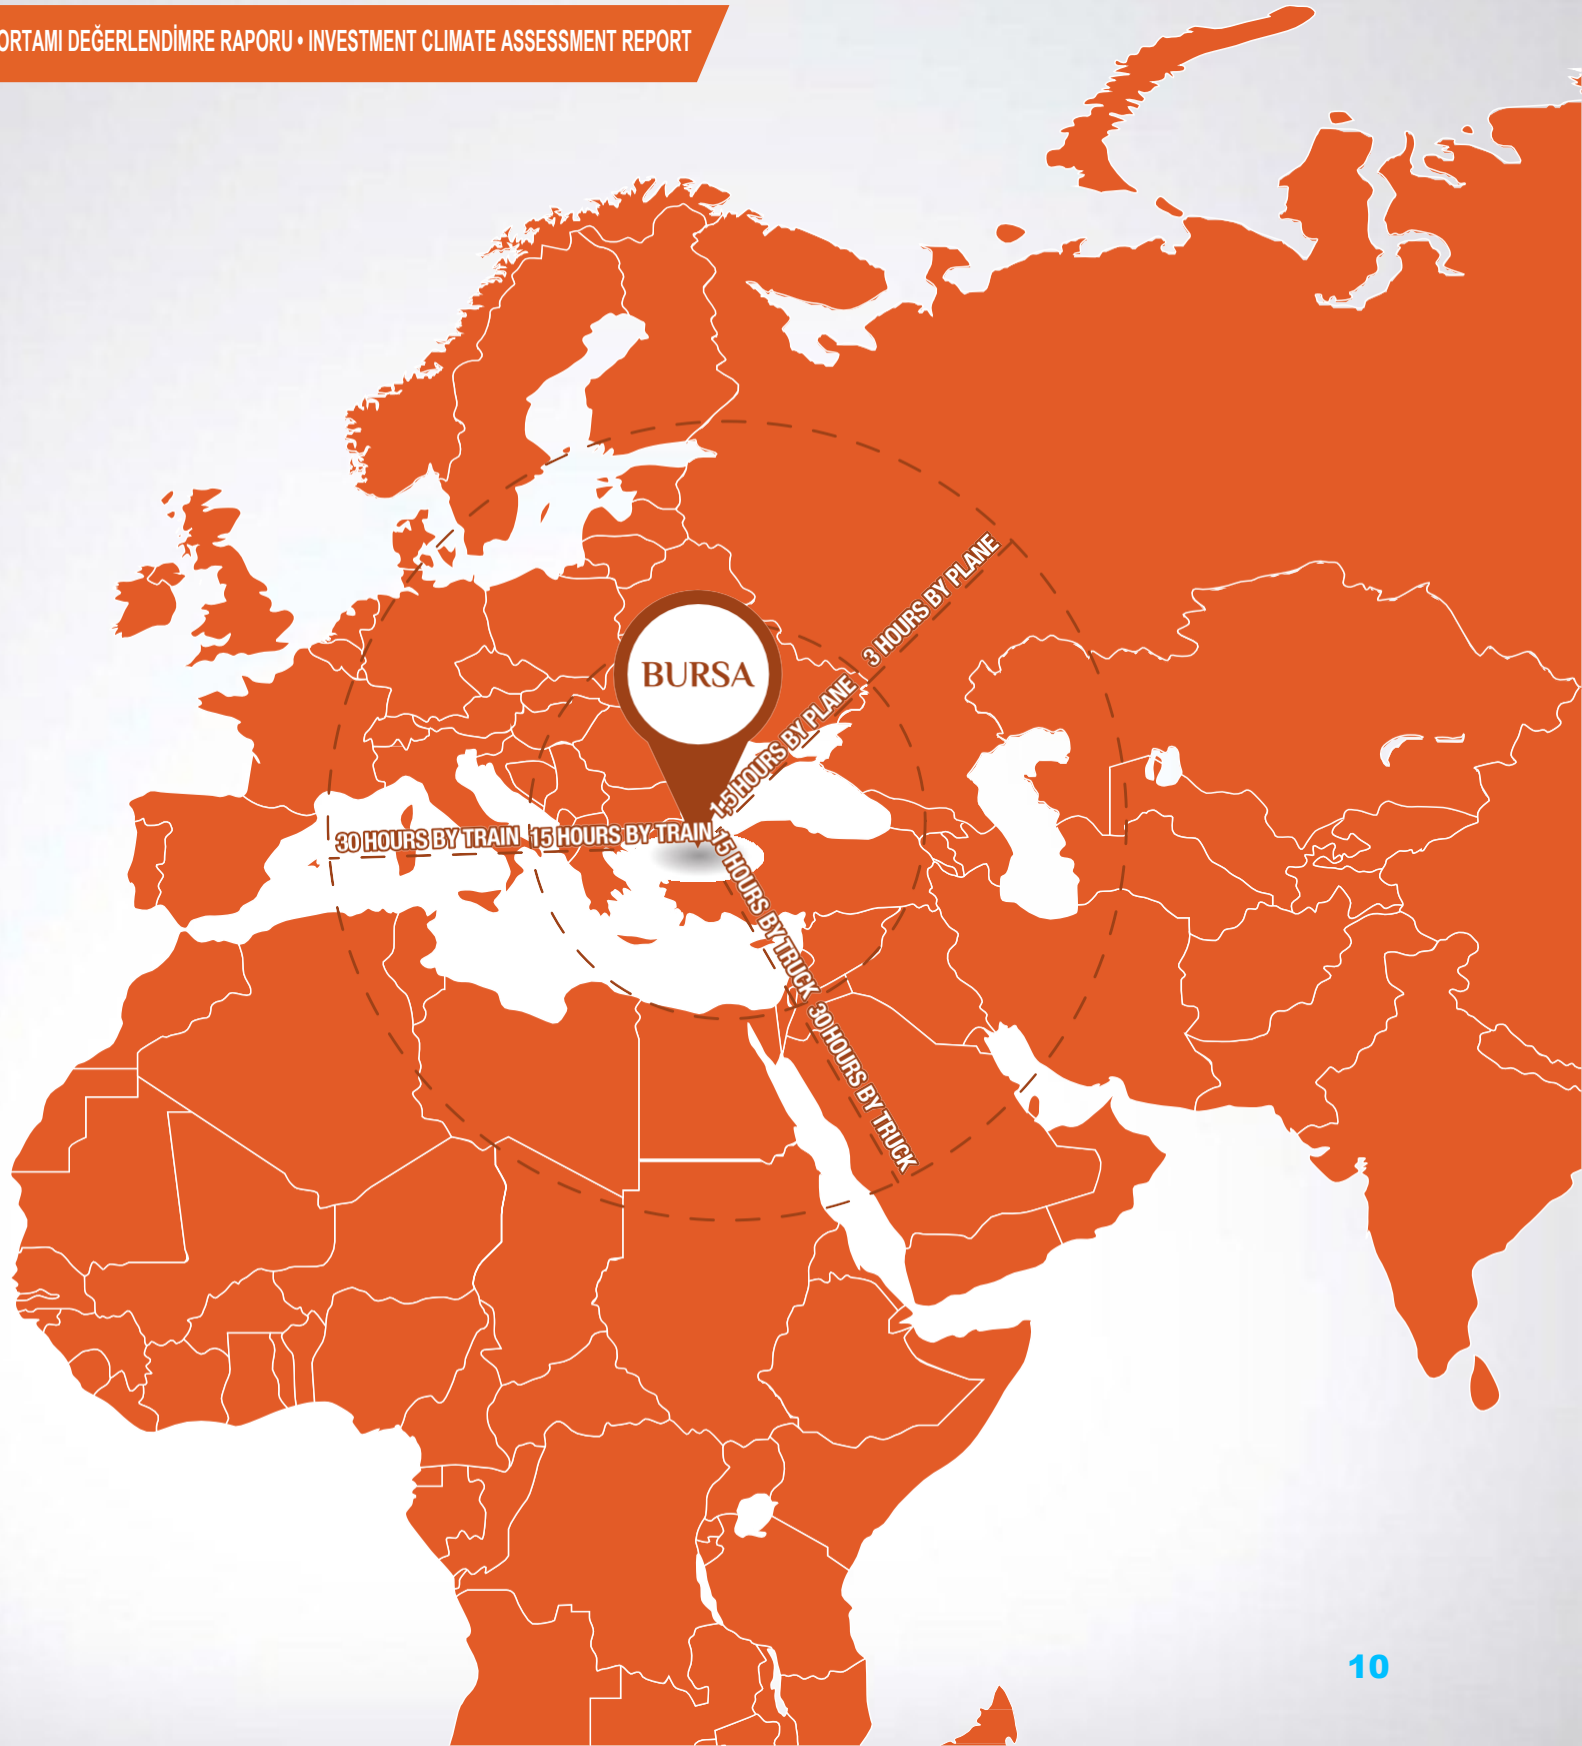 ORTAMI DEĞERLENDİMRE RAPORU • INVESTMENT CLIMATE ASSESSMENT REPORT
3 HOURS BY PLANE
BURSA
1,5 HOURS BY PLANE
30 HOURS BY TRAIN
15 HOURS BY TRAIN
15 HOURS BY TRUCK
30 HOURS BY TRUCK
10